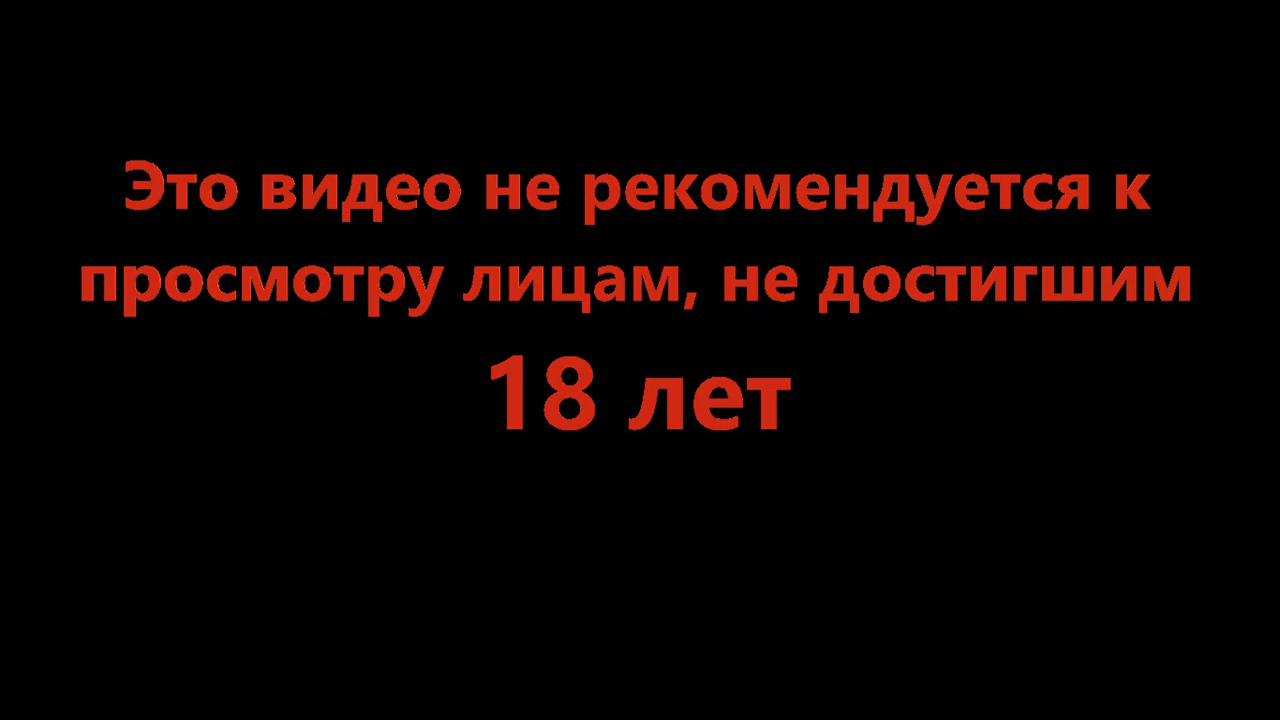 Это видео не рекомендуется к
просмотру лицам, не достигшим
18 лет